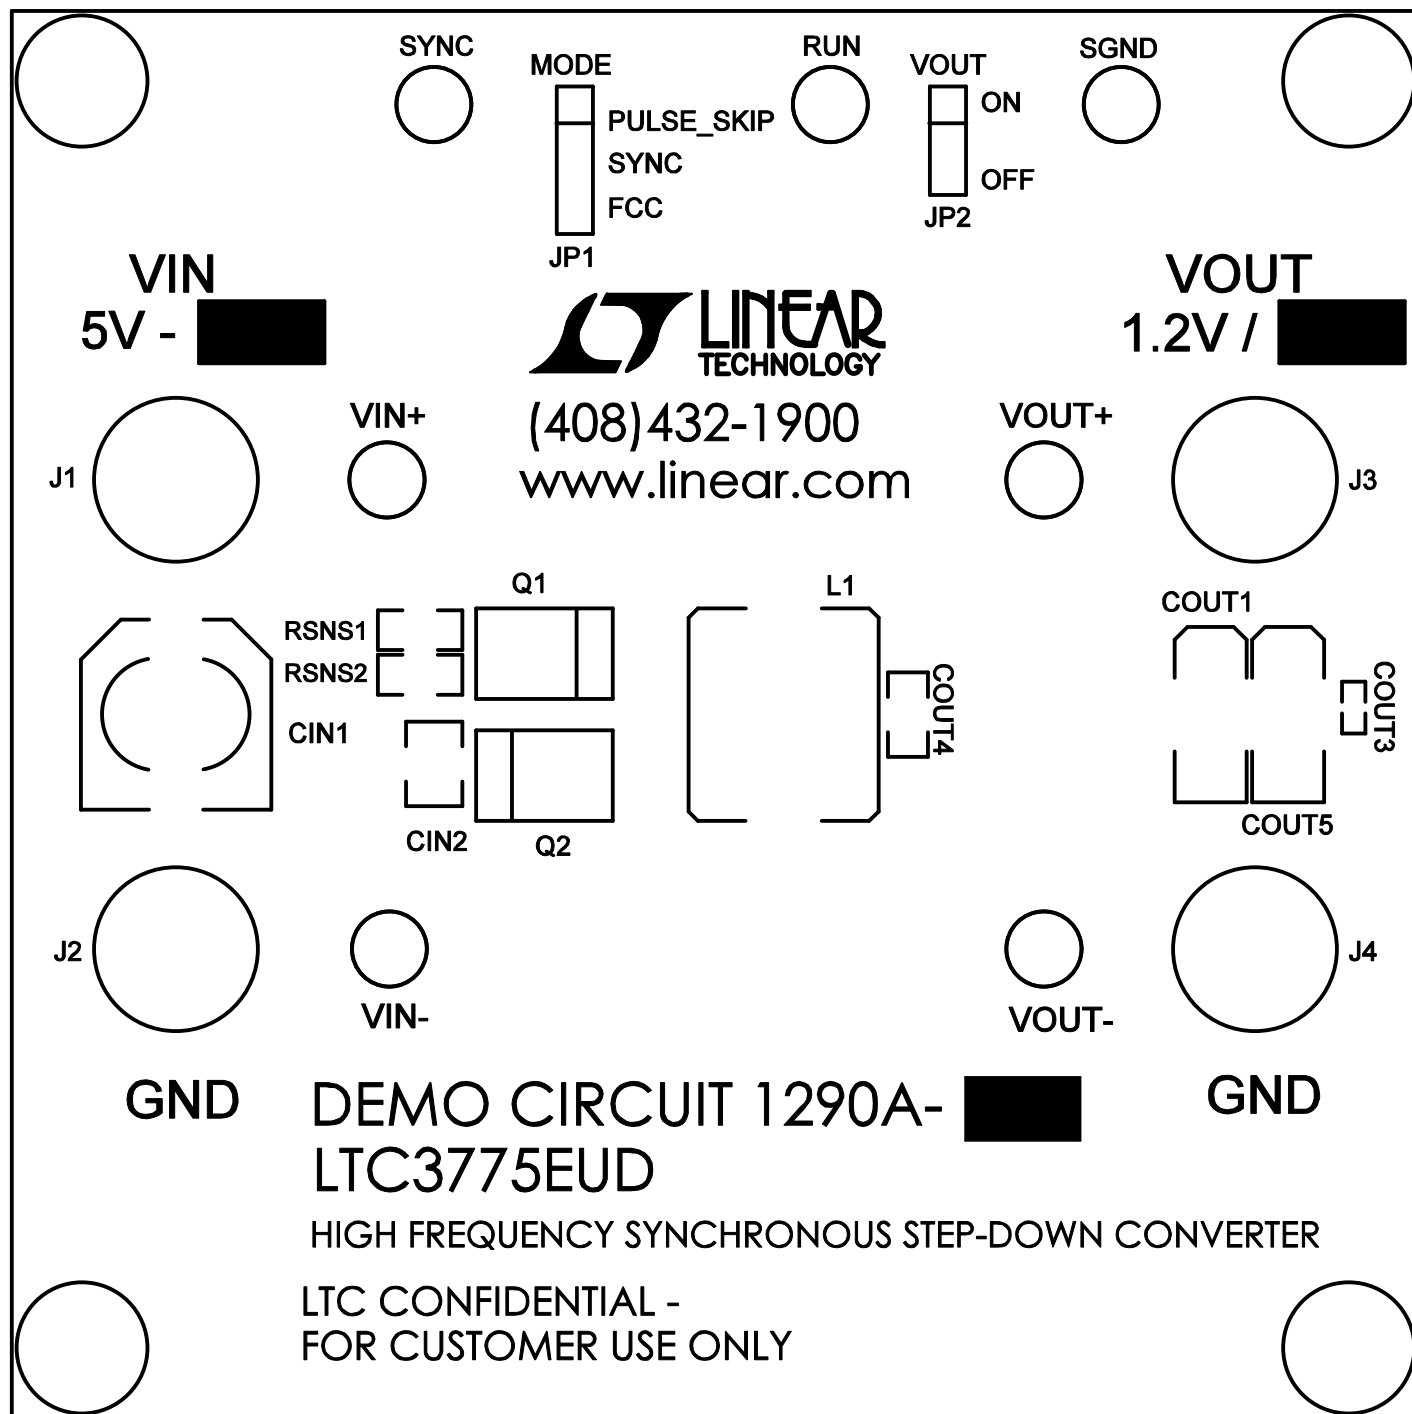 SYNC
MODE
RUN
VOUT
SGND
PULSE_SKIP
SYNC
FCC
JP1
ON
OFF
JP2
VIN
5V -
LINEAR
TECHNOLOGY
(408)432-1900
www.linear.com
VOUT
1.2V /
J1
VIN+
VOUT+
J3
RSNS1
RSNS2
Q1
L1
COUT1
COUT4
COUT3
CIN1
CIN2
Q2
COUT5
J2
VIN-
VOUT-
J4
GND
GND
DEMO CIRCUIT 1290A-
LTC3775EUD
HIGH FREQUENCY SYNCHRONOUS STEP-DOWN CONVERTER
LTC CONFIDENTIAL -
FOR CUSTOMER USE ONLY